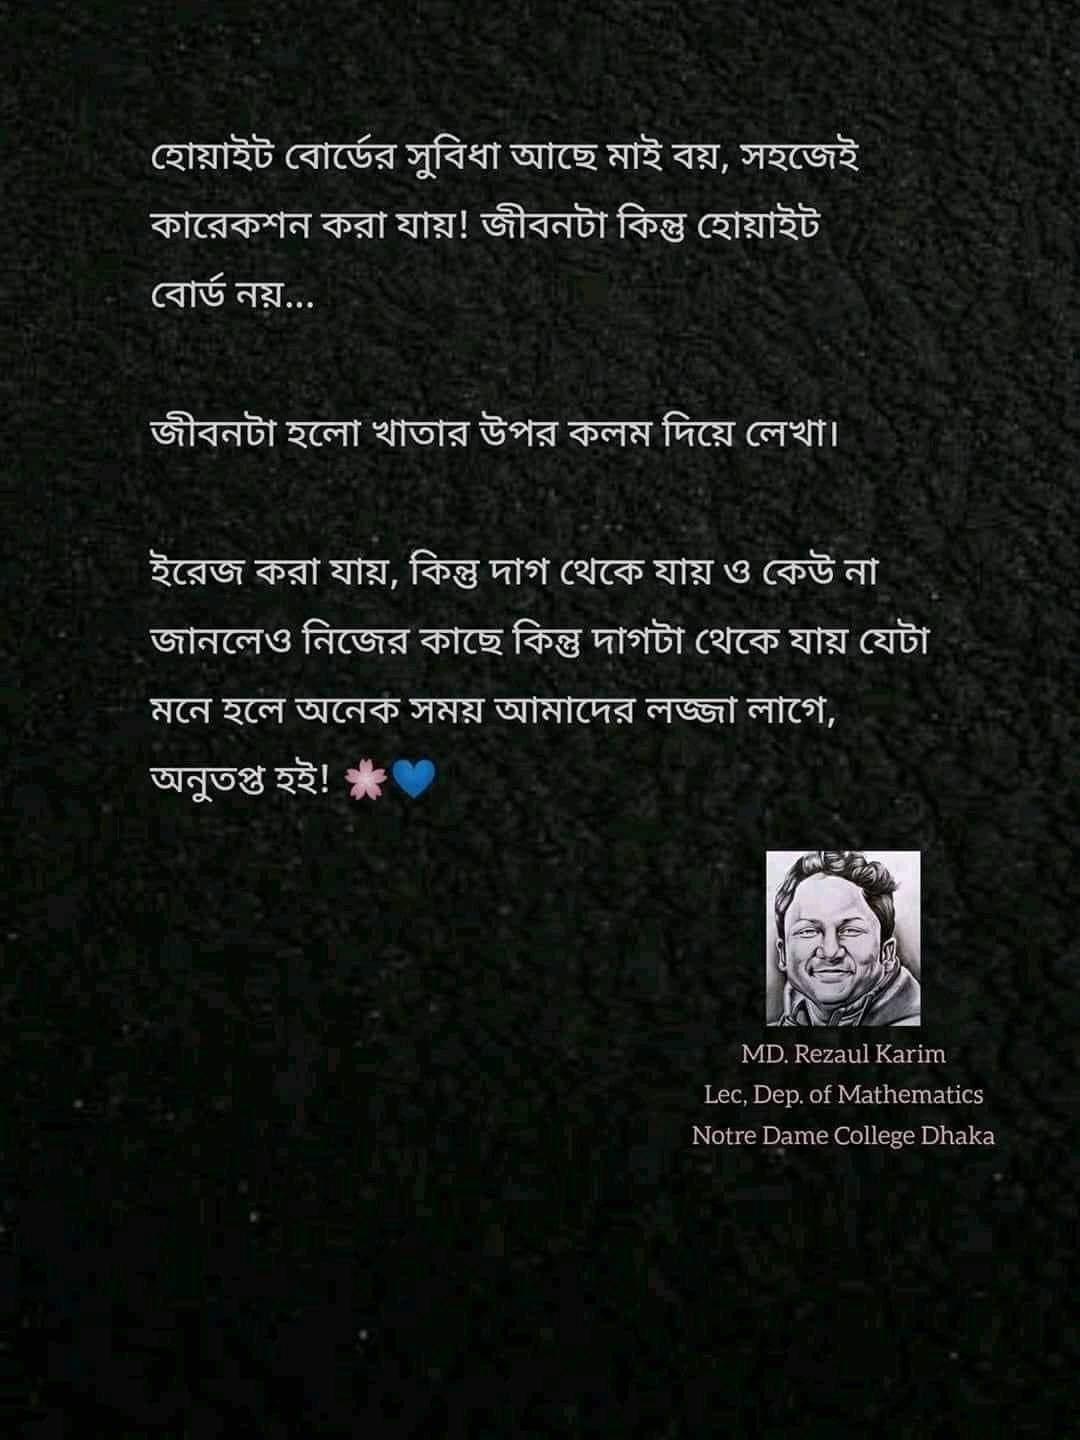 হোয়াইট বোর্ডের সুবিধা আছে মাই বয়, সহজেই
কারেকশন করা যায়! জীবনটা কিন্তু হোয়াইট
বোর্ড নয়...
জীবনটা হলো খাতার উপর কলম দিয়ে লেখা।
ইরেজ করা যায়, কিন্তু দাগ থেকে যায় ও কেউ না
জানলেও নিজের কাছে কিন্তু দাগটা থেকে যায় যেটা
মনে হলে অনেক সময় আমাদের লজ্জা লাগে,
অনুতপ্ত হই! 🌸💙
MD. Rezaul Karim
Lec, Dep. of Mathematics
Notre Dame College Dhaka